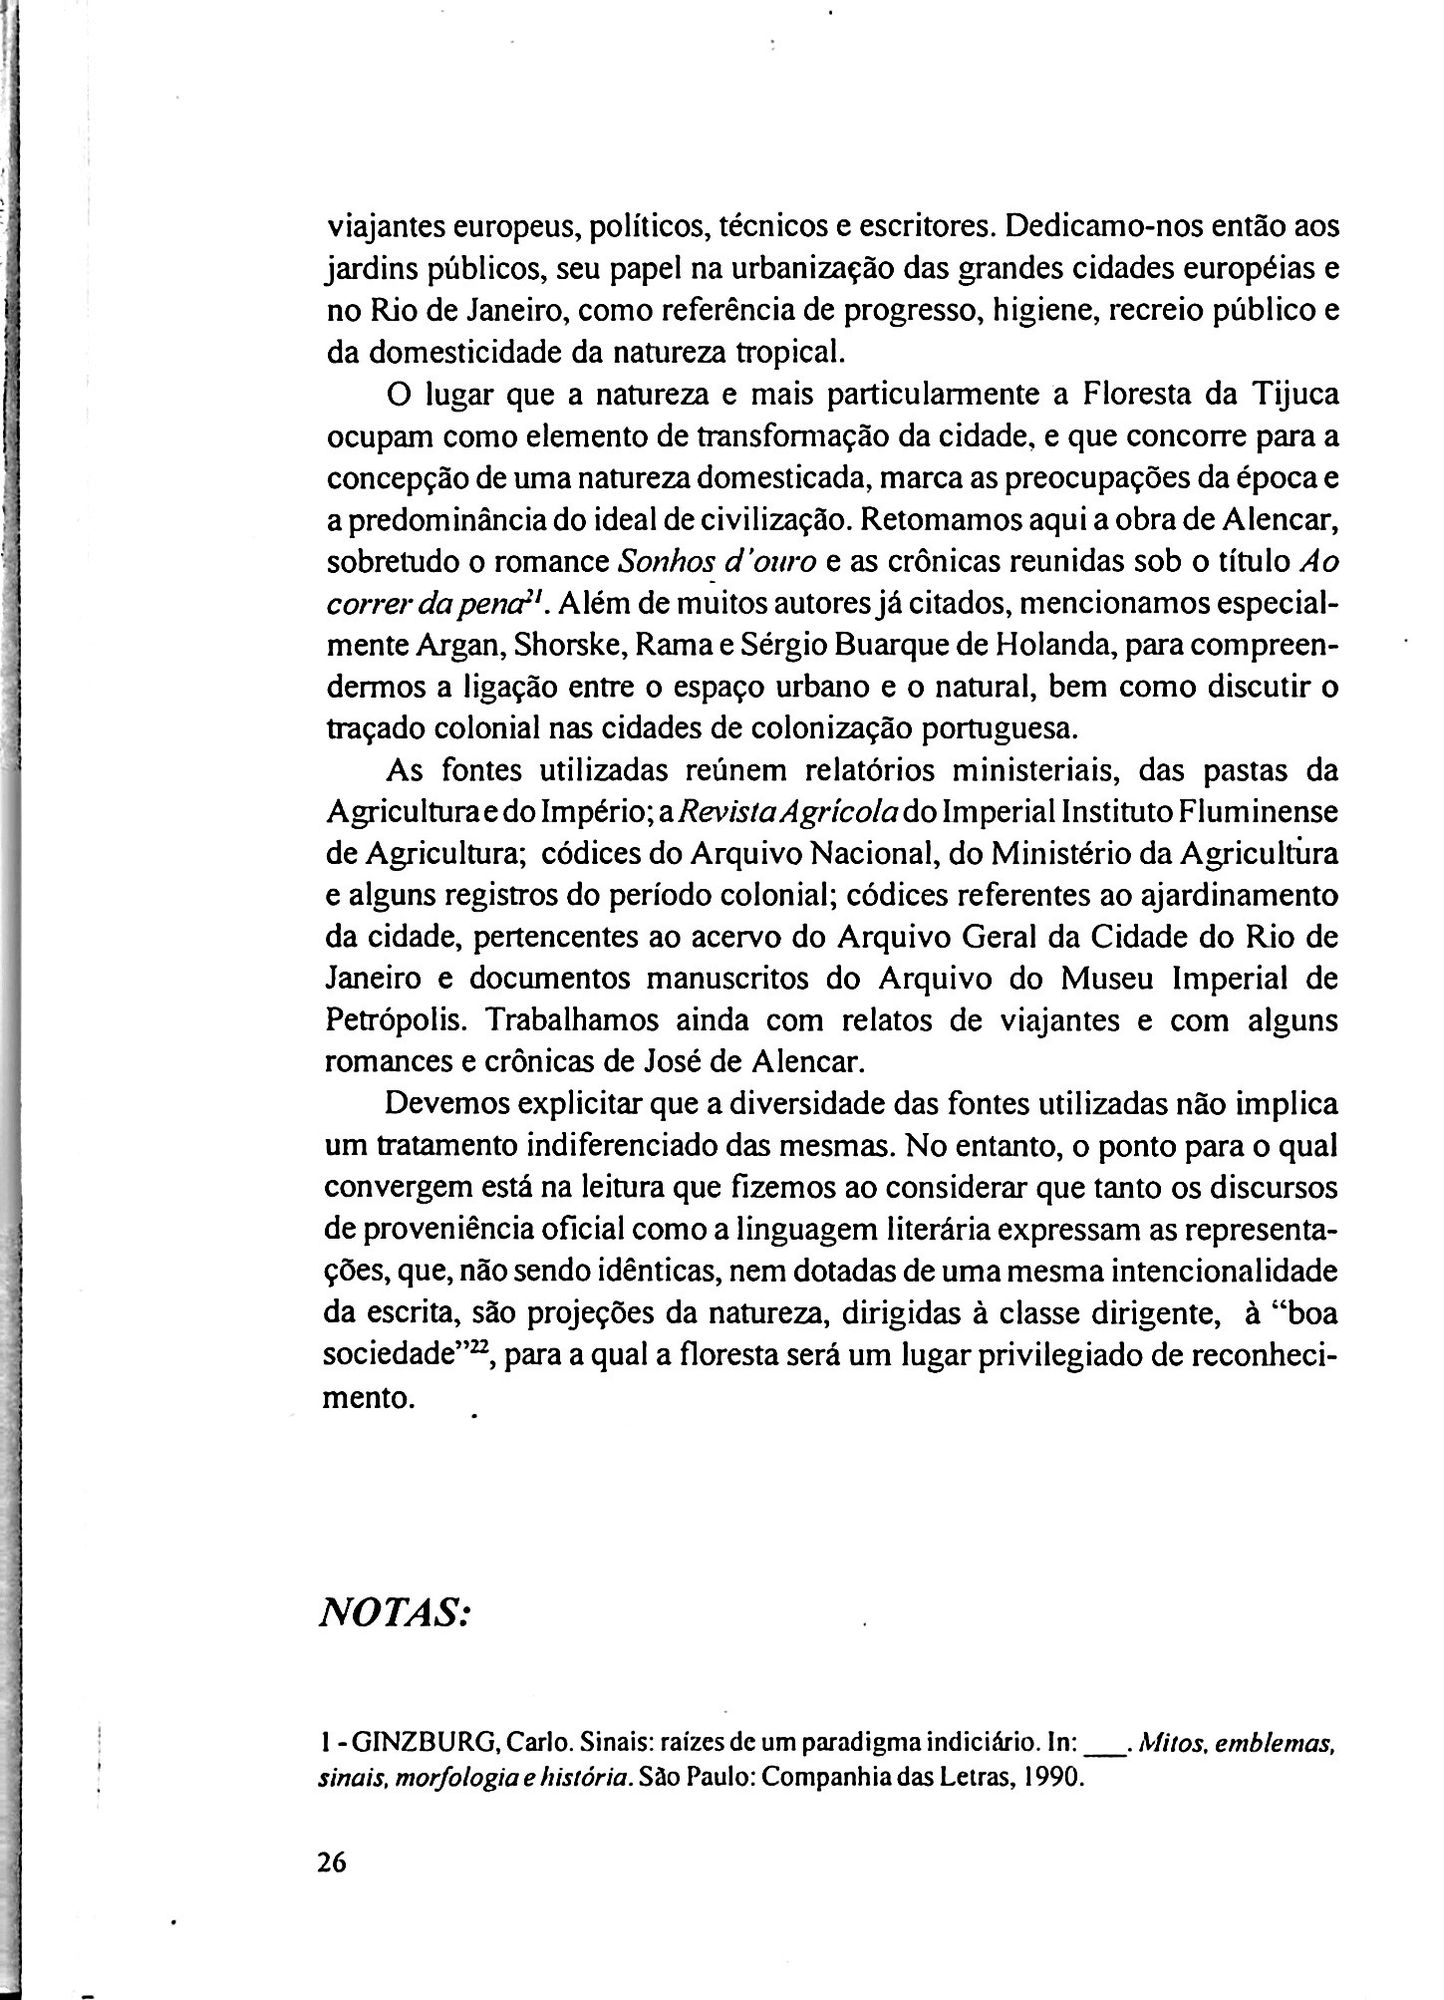 viajantes europeus, políticos, técnicos e escritores. Dedicamo-nos então aos
jardins públicos, seu papel na urbanização das grandes cidades européias e
no Rio de Janeiro, como referência de progresso, higiene, recreio público e
da domesticidade da natureza tropical.
O lugar que a natureza e mais particularmente a Floresta da Tijuca
ocupam como elemento de transformação da cidade, e que concorre para a
concepção de uma natureza domesticada, marca as preocupações da época e
a predominância do ideal de civilização. Retomamos aqui a obra de Alencar,
sobretudo o romance Sonhos d'ouro e as crônicas reunidas sob o título Ao
correr da pena²¹. Além de muitos autores já citados, mencionamos especial-
mente Argan, Shorske, Rama e Sérgio Buarque de Holanda, para compreen-
dermos a ligação entre o espaço urbano e o natural, bem como discutir o
traçado colonial nas cidades de colonização portuguesa.
As fontes utilizadas reúnem relatórios ministeriais, das pastas da
Agricultura e do Império; a Revista Agrícola do Imperial Instituto Fluminense
de Agricultura; códices do Arquivo Nacional, do Ministério da Agricultura
e alguns registros do período colonial; códices referentes ao ajardinamento
da cidade, pertencentes ao acervo do Arquivo Geral da Cidade do Rio de
Janeiro e documentos manuscritos do Arquivo do Museu Imperial de
Petrópolis. Trabalhamos ainda com relatos de viajantes e com alguns
romances e crônicas de José de Alencar.
Devemos explicitar que a diversidade das fontes utilizadas não implica
um tratamento indiferenciado das mesmas. No entanto, o ponto para o qual
convergem está na leitura que fizemos ao considerar que tanto os discursos
de proveniência oficial como a linguagem literária expressam as representa-
ções, que, não sendo idênticas, nem dotadas de uma mesma intencionalidade
da escrita, são projeções da natureza, dirigidas à classe dirigente, à “boa
sociedade”²², para a qual a floresta será um lugar privilegiado de reconheci-
mento.
NOTAS:
1 - GINZBURG, Carlo. Sinais: raízes de um paradigma indiciário. In: ___. Mitos, emblemas,
sinais, morfologia e história. São Paulo: Companhia das Letras, 1990.
26